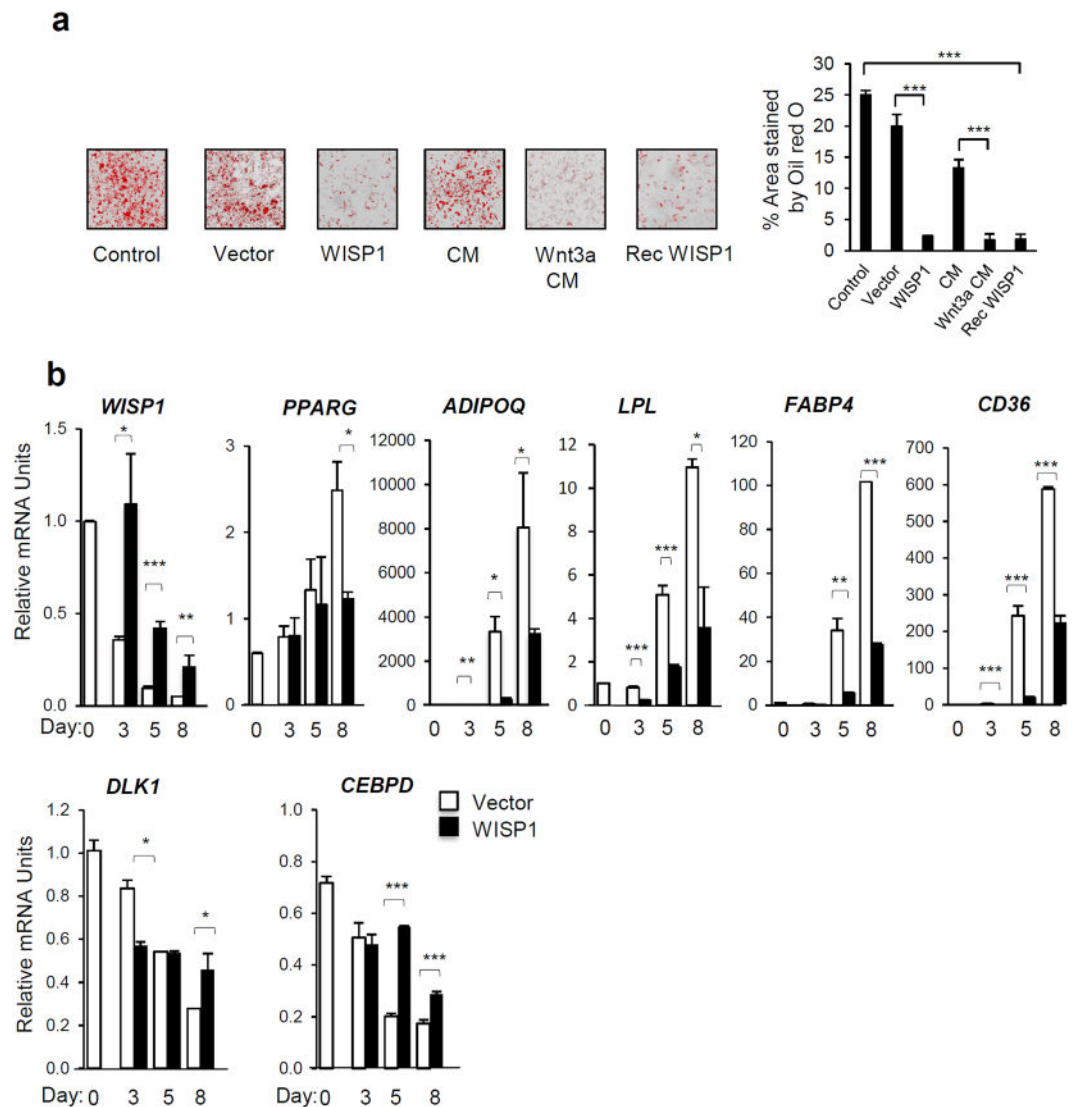 a
Control
Vector
WISP1
CM
Wnt3a
CM
Rec WISP1
% Area stained
by Oil red O
30
25
20
15
10
5
0
***
***
***
Control
Vector
WISP1
CM
Wnt3a CM
Rec WISP1
b
Relative mRNA Units
WISP1
1.5
1.0
0.5
0.0
*
***
**
Day: 0 3 5 8
PPARG
3
2
1
0
*
0 3 5 8
ADIPOQ
12000
10000
8000
6000
4000
2000
0
**
*
*
0 3 5 8
LPL
12
10
8
6
4
2
0
***
***
*
0 3 5 8
FABP4
120
100
80
60
40
20
0
**
***
0 3 5 8
CD36
700
600
500
400
300
200
100
0
***
***
***
0 3 5 8
Relative mRNA Units
DLK1
1.2
1.0
0.8
0.6
0.4
0.2
0.0
*
*
Day: 0 3 5 8
CEBPD
1.0
0.8
0.6
0.4
0.2
0.0
***
***
Day: 0 3 5 8
Vector
WISP1